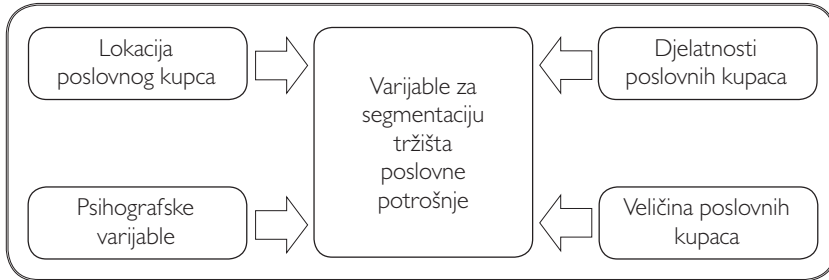 Lokacija
poslovnog kupca
Psihografske
varijable
Varijable za
segmentaciju
tržišta
poslovne
potrošnje
Djelatnosti
poslovnih kupaca
Veličina poslovnih
kupaca